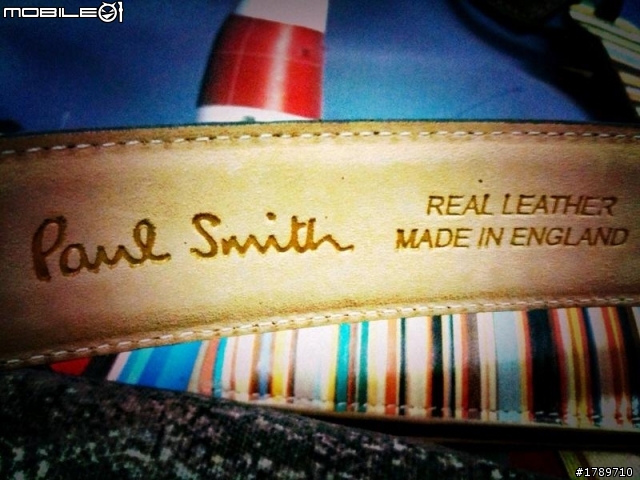 MOBILE01
Paul Smith
REAL LEATHER
MADE IN ENGLAND
#1789710